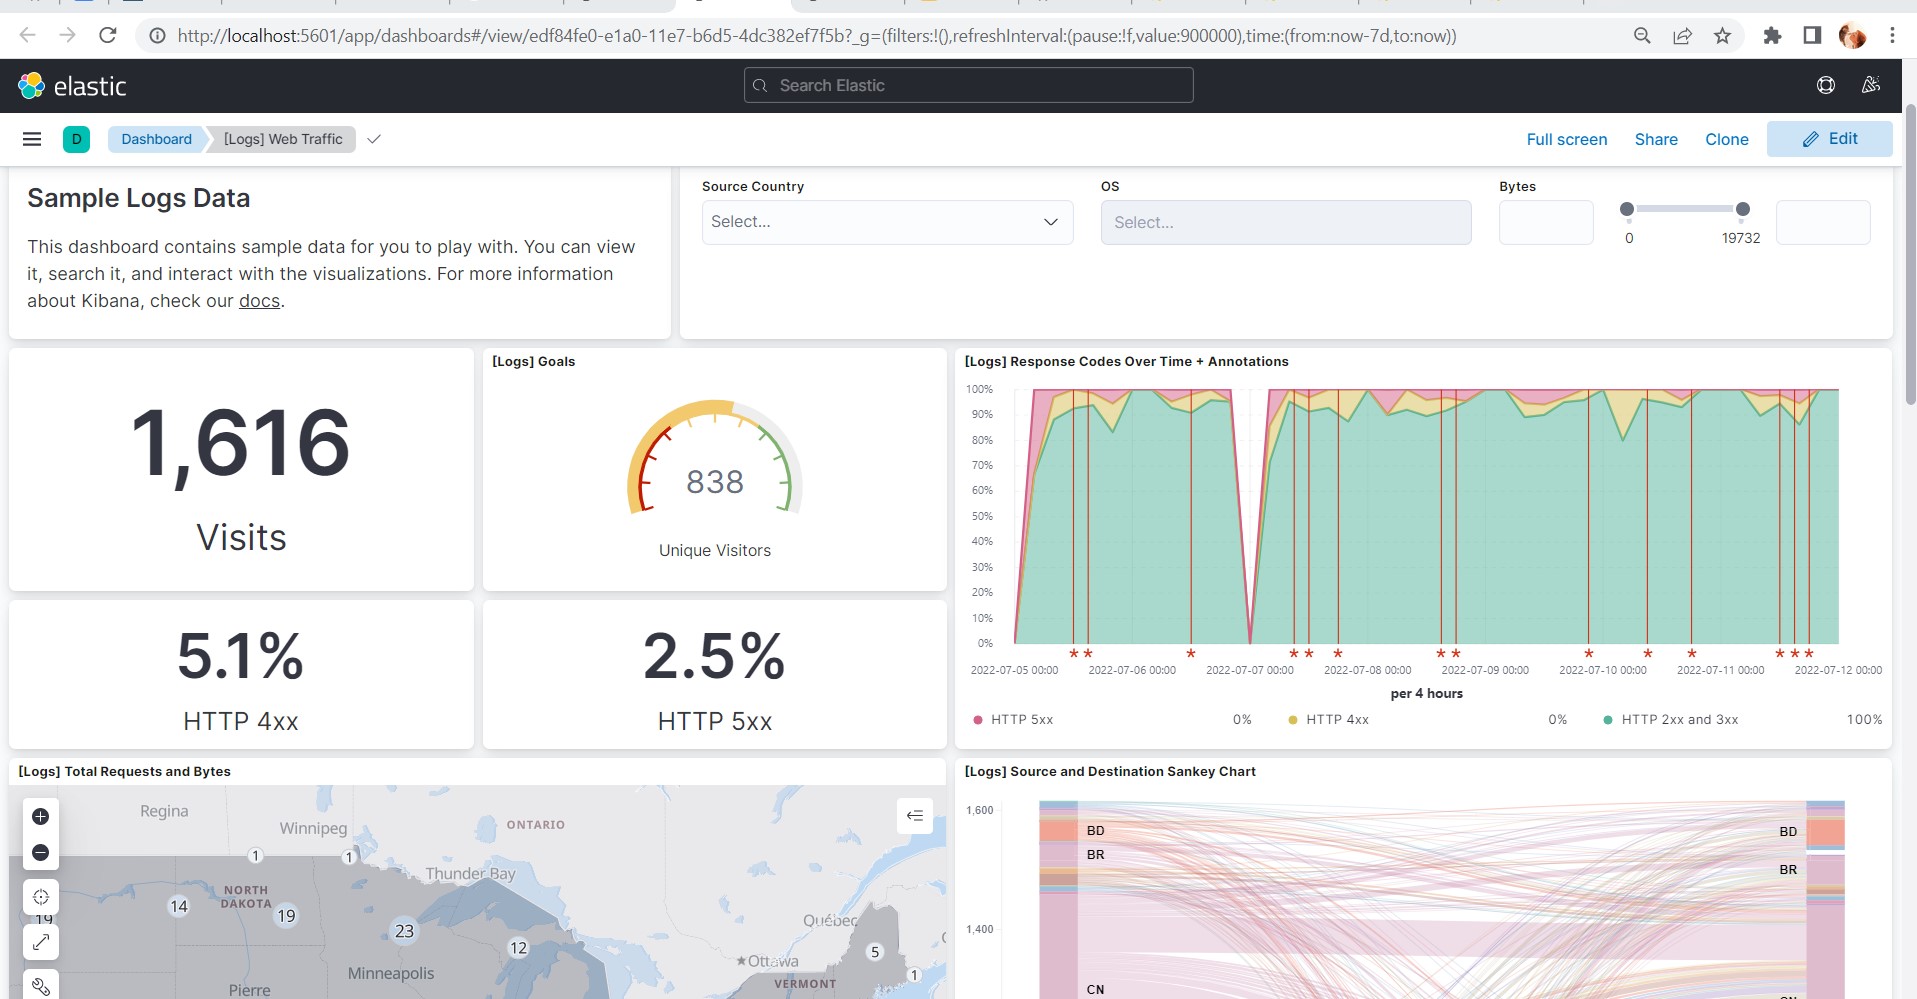 http://localhost:5601/app/dashboards#/view/edf84fe0-e1a0-11e7-b6d5-4dc382ef7f5b?_g=(filters:!(),refreshInterval:(pause:!f,value:900000),time:(from:now-7d,to:now))
elastic
Search Elastic
D
Dashboard
[Logs] Web Traffic
Full screen
Share
Clone
Edit
Sample Logs Data
This dashboard contains sample data for you to play with. You can view
it, search it, and interact with the visualizations. For more information
about Kibana, check our docs.
Source Country
Select...
OS
Select...
Bytes
0
19732
1,616
Visits
[Logs] Goals
838
Unique Visitors
5.1%
HTTP 4xx
2.5%
HTTP 5xx
[Logs] Response Codes Over Time + Annotations
100%
90%
80%
70%
60%
50%
40%
30%
20%
10%
0%
2022-07-05 00:00
2022-07-06 00:00
2022-07-07 00:00
2022-07-08 00:00
2022-07-09 00:00
2022-07-10 00:00
2022-07-11 00:00
2022-07-12 00:00
per 4 hours
HTTP 5xx 0%
HTTP 4xx 0%
HTTP 2xx and 3xx 100%
[Logs] Total Requests and Bytes
Regina
Winnipeg
ONTARIO
1
1
Thunder Bay
NORTH
DAKOTA
14
19
19
23
12
Québec
5
Ottawa
1
Minneapolis
VERMONT
Pierre
[Logs] Source and Destination Sankey Chart
1,600
1,400
BD
BR
CN
BD
BR